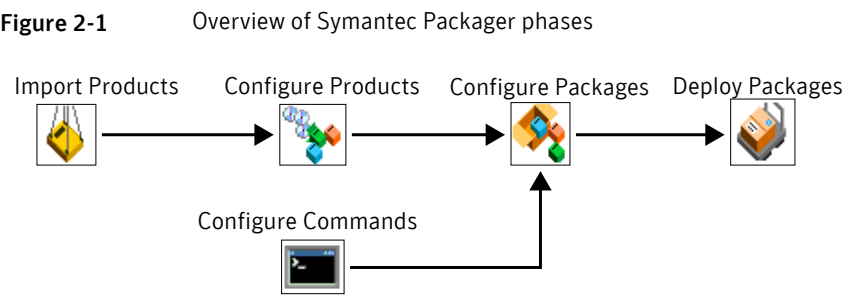 Figure 2-1 Overview of Symantec Packager phases
Import Products
Configure Products
Configure Packages
Deploy Packages
Configure Commands